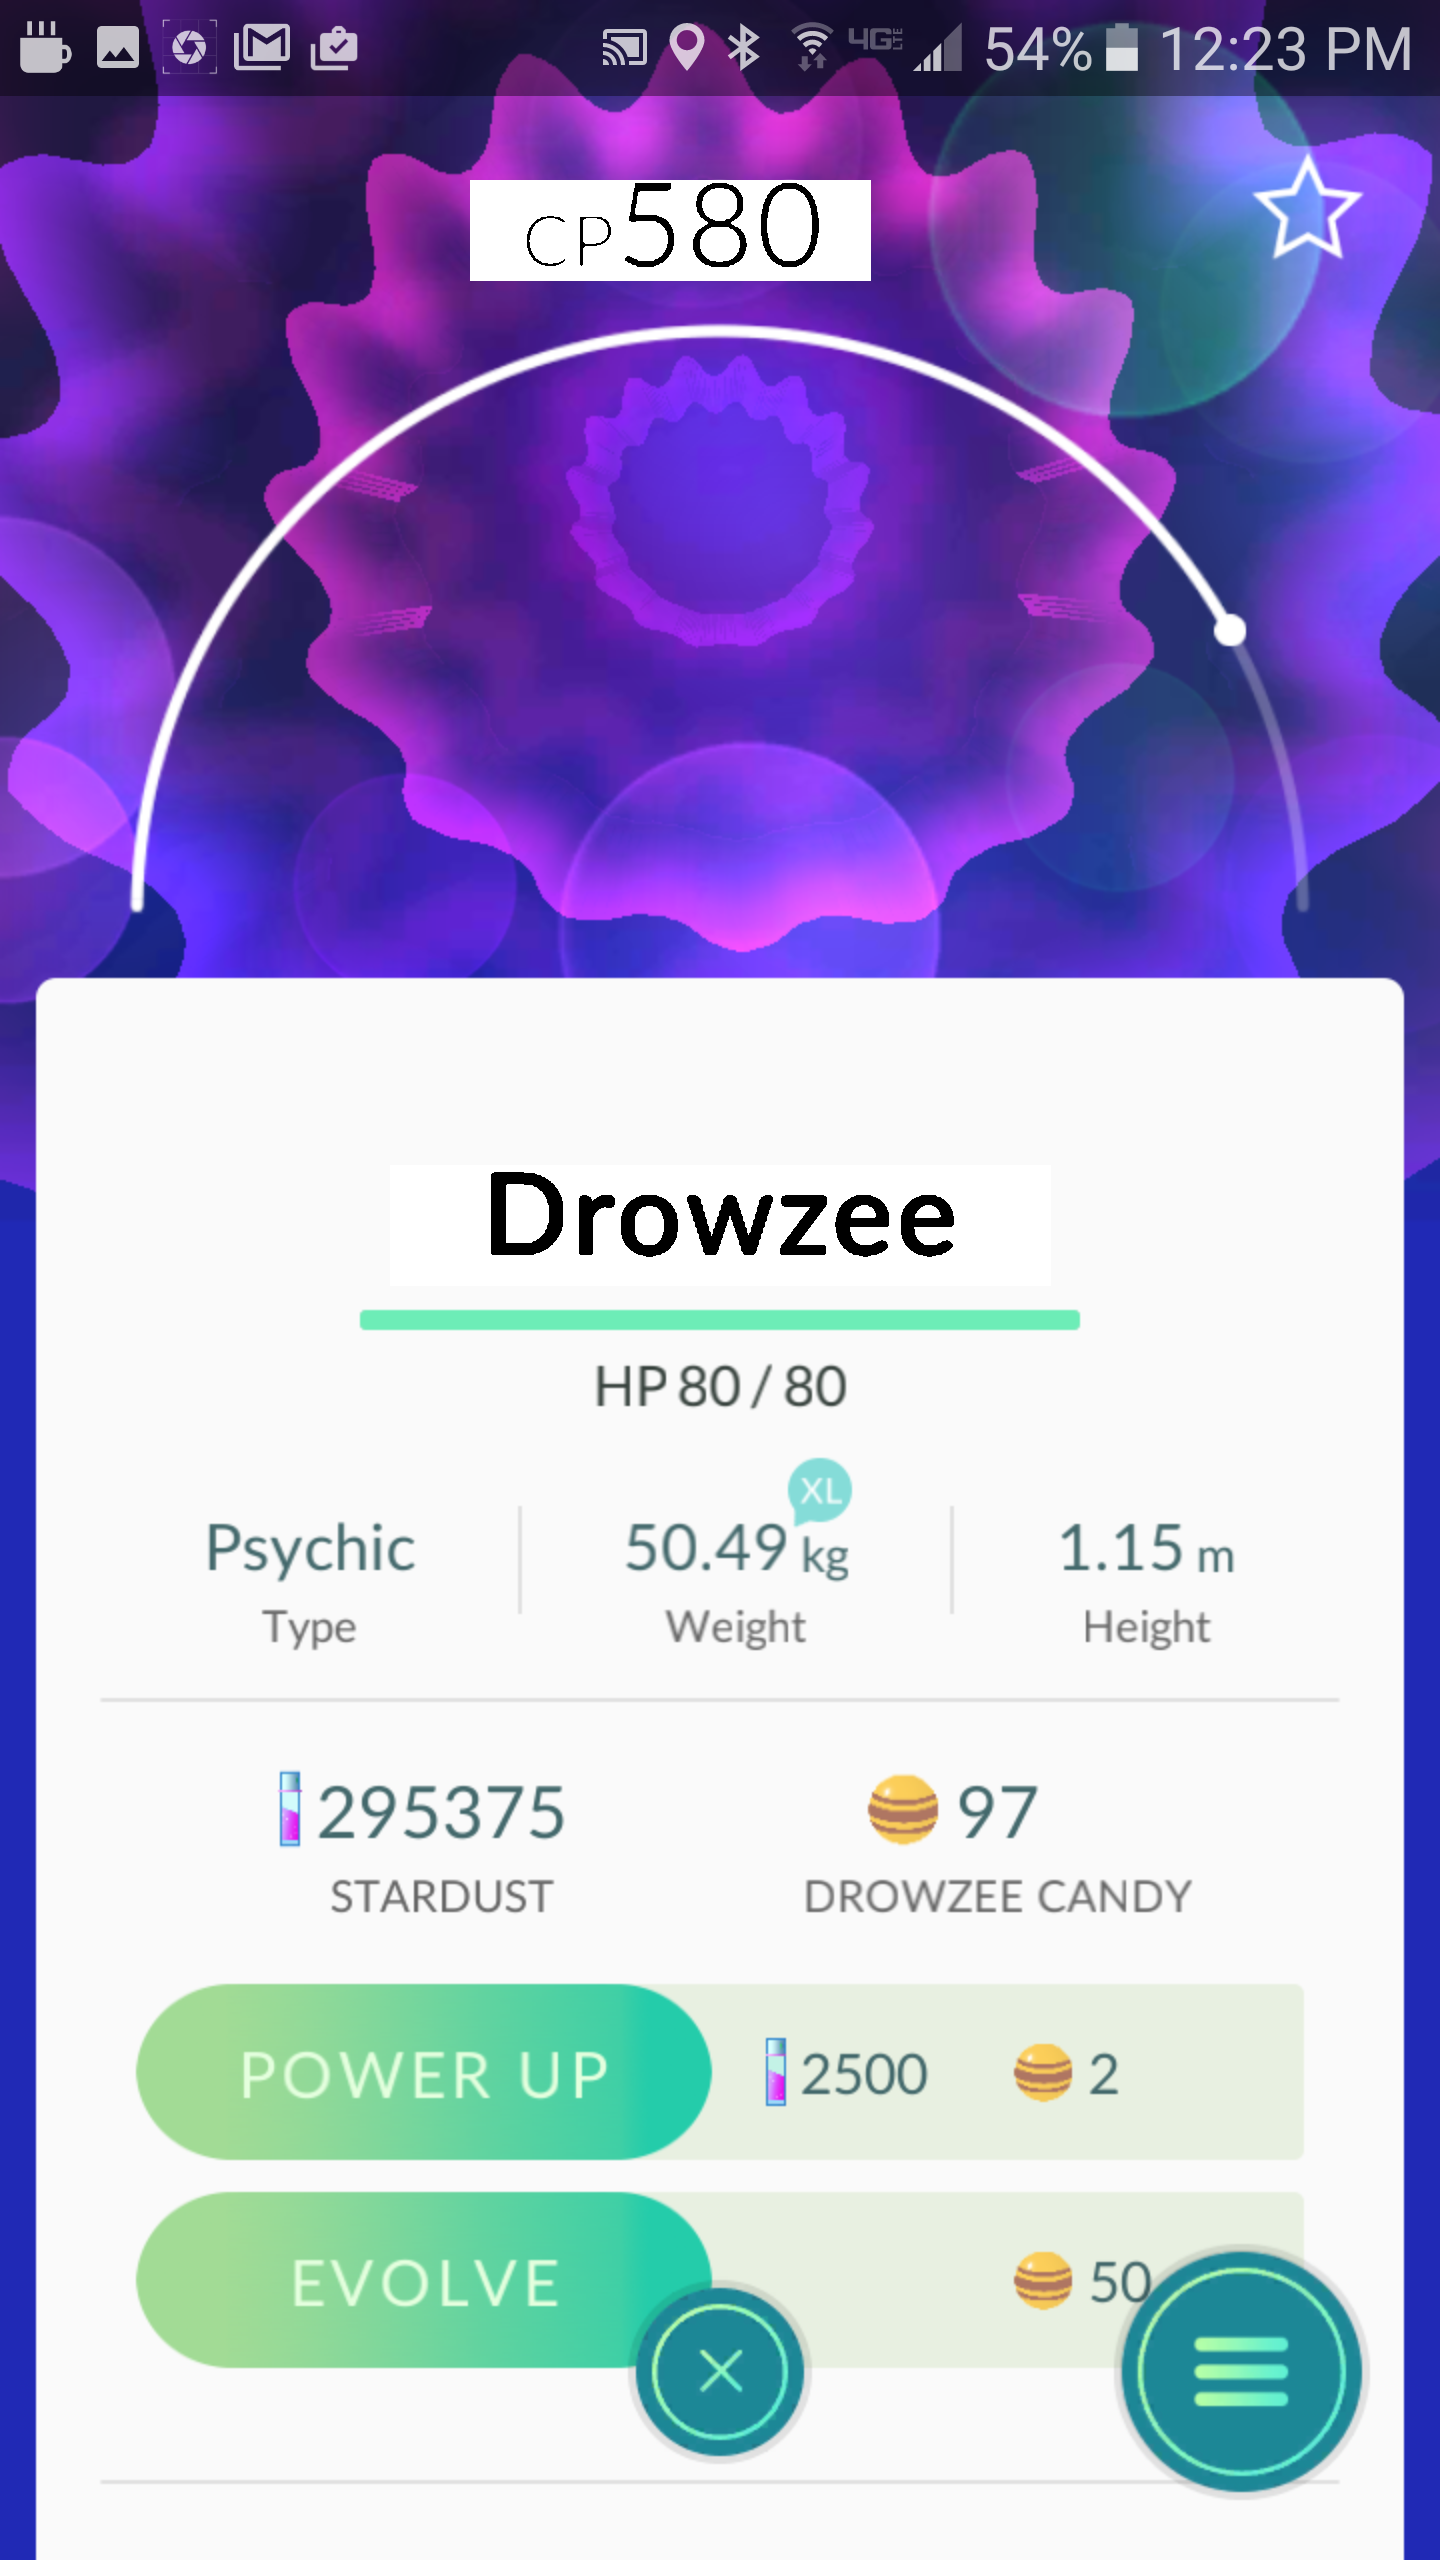 4G LTE 54% 12:23 PM
CP580
Drowzee
HP 80 / 80
XL
Psychic 50.49 kg 1.15 m
Type Weight Height
295375 97
STARDUST DROWZEE CANDY
POWER UP 2500 2
EVOLVE 50